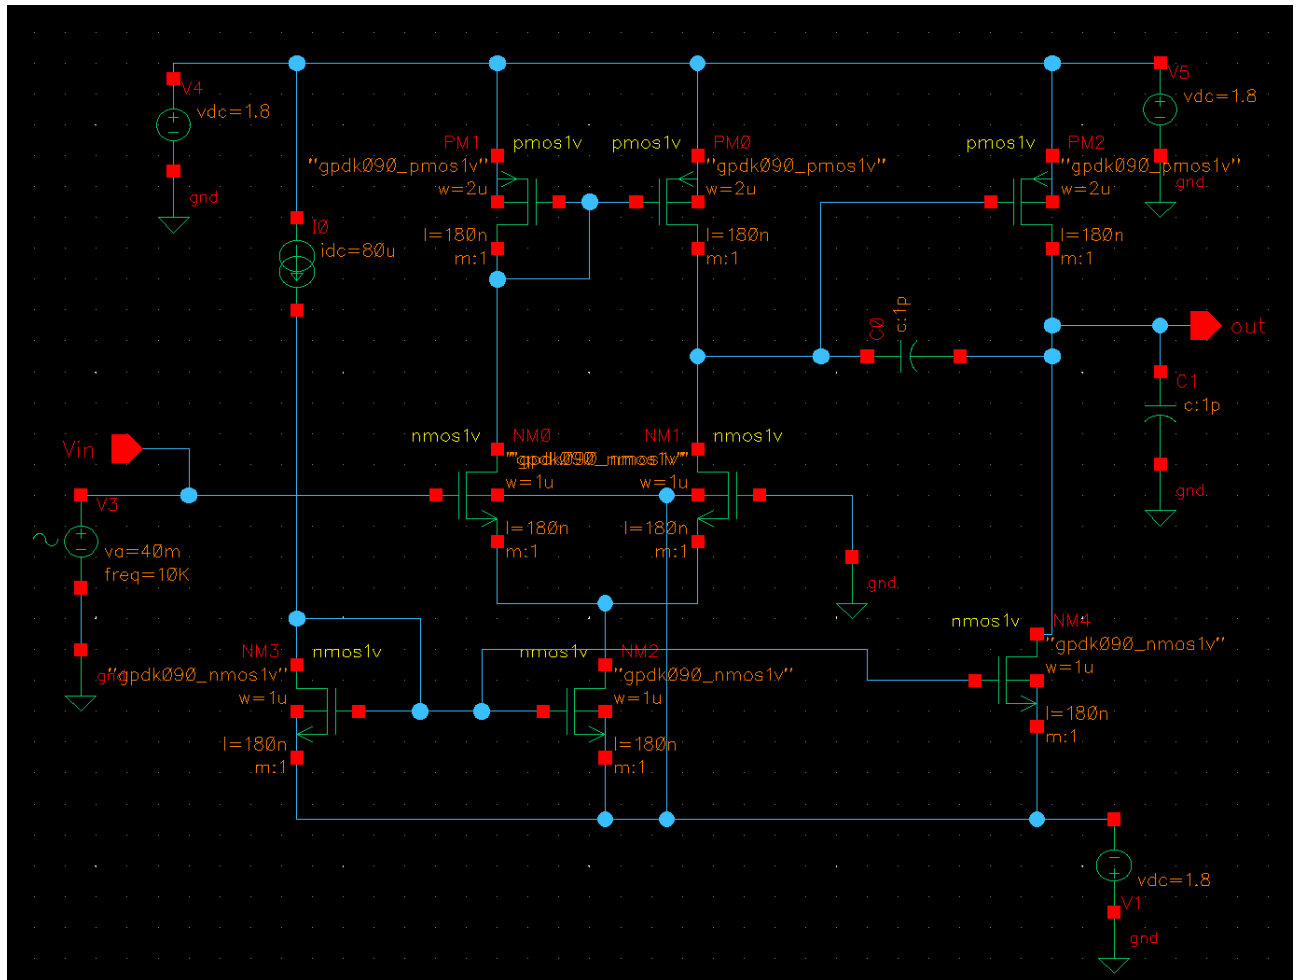 V4
vdc=1.8
gnd
I0
idc=80u
PM1
pmos1v
"gpdk090_pmos1v"
w=2u
l=180n
m:1
pmos1v
PM0
"gpdk090_pmos1v"
w=2u
l=180n
m:1
pmos1v
PM2
"gpdk090_pmos1v"
w=2u
l=180n
m:1
V5
vdc=1.8
gnd
C0
c:1p
out
C1
c:1p
gnd
Vin
V3
va=40m
freq=10K
gnd
nmos1v
NM0
"gpdk090_nmos1v"
w=1u
l=180n
m:1
NM1
nmos1v
"gpdk090_nmos1v"
w=1u
l=180n
m:1
gnd
NM3
nmos1v
"gpdk090_nmos1v"
w=1u
l=180n
m:1
nmos1v
NM2
"gpdk090_nmos1v"
w=1u
l=180n
m:1
nmos1v
NM4
"gpdk090_nmos1v"
w=1u
l=180n
m:1
vdc=1.8
V1
gnd